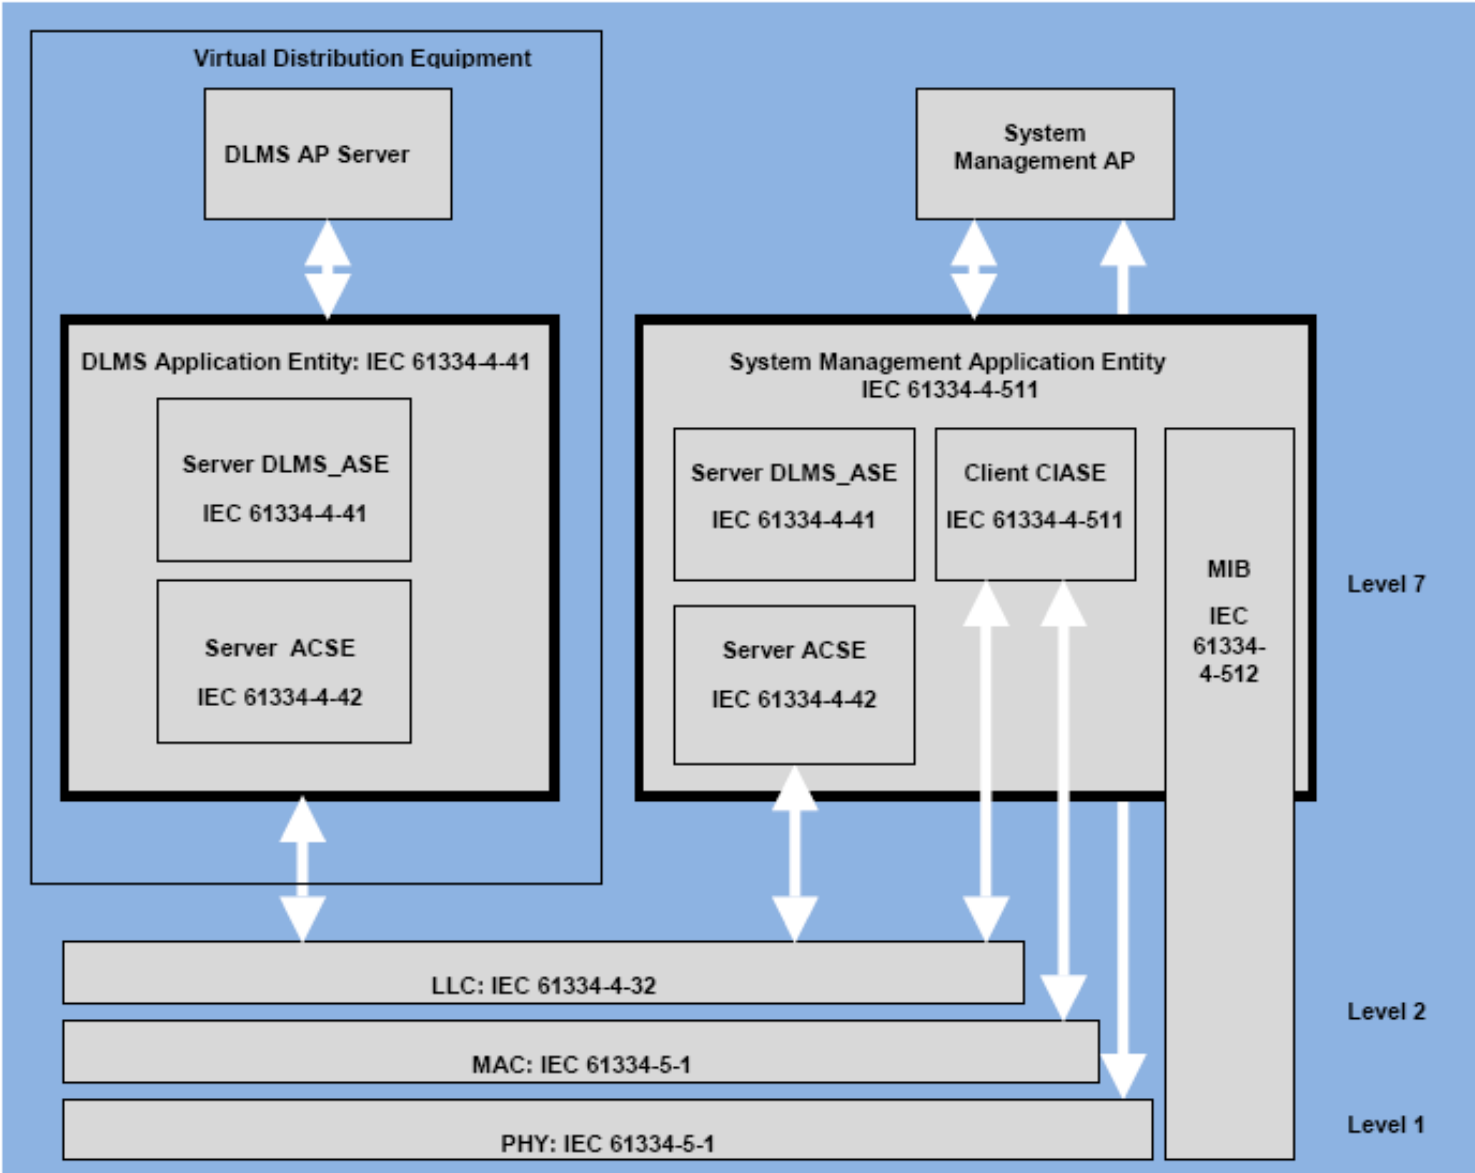 Virtual Distribution Equipment
DLMS AP Server
System
Management AP
DLMS Application Entity: IEC 61334-4-41
Server DLMS_ASE
IEC 61334-4-41
Server ACSE
IEC 61334-4-42
System Management Application Entity
IEC 61334-4-511
Server DLMS_ASE
IEC 61334-4-41
Client CIASE
IEC 61334-4-511
Server ACSE
IEC 61334-4-42
MIB
IEC
61334-
4-512
Level 7
LLC: IEC 61334-4-32
MAC: IEC 61334-5-1
Level 2
PHY: IEC 61334-5-1
Level 1